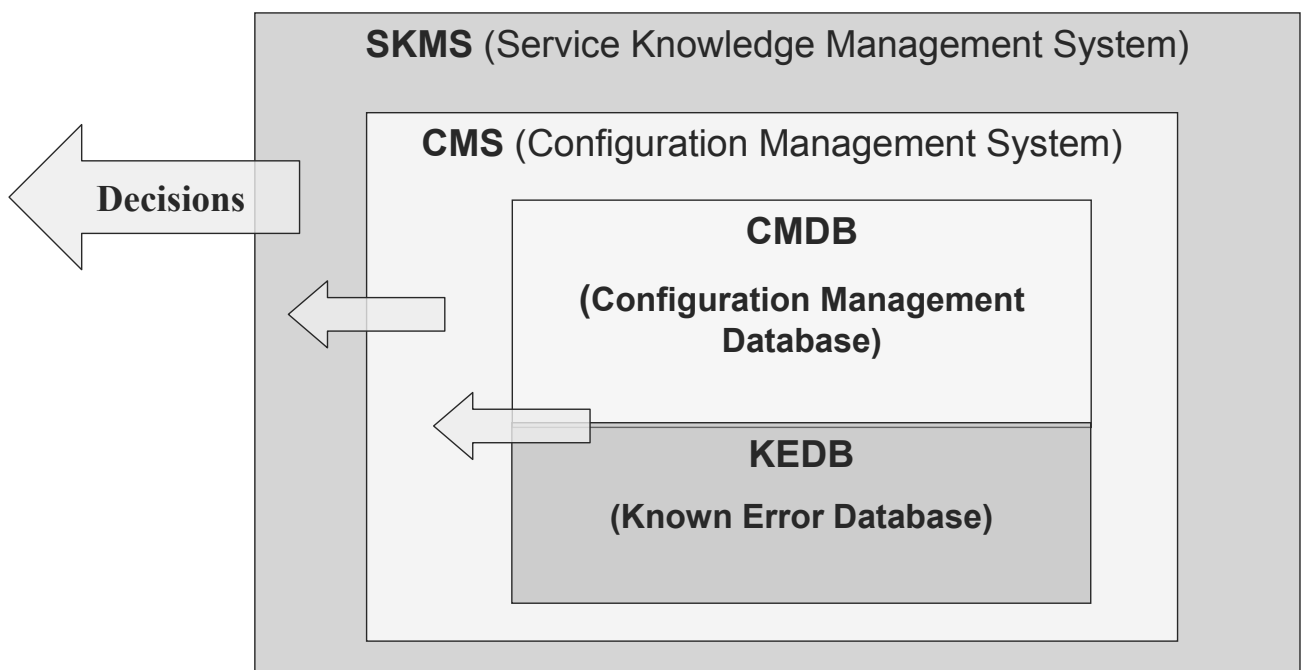 SKMS (Service Knowledge Management System)
CMS (Configuration Management System)
Decisions
CMDB
(Configuration Management
Database)
KEDB
(Known Error Database)